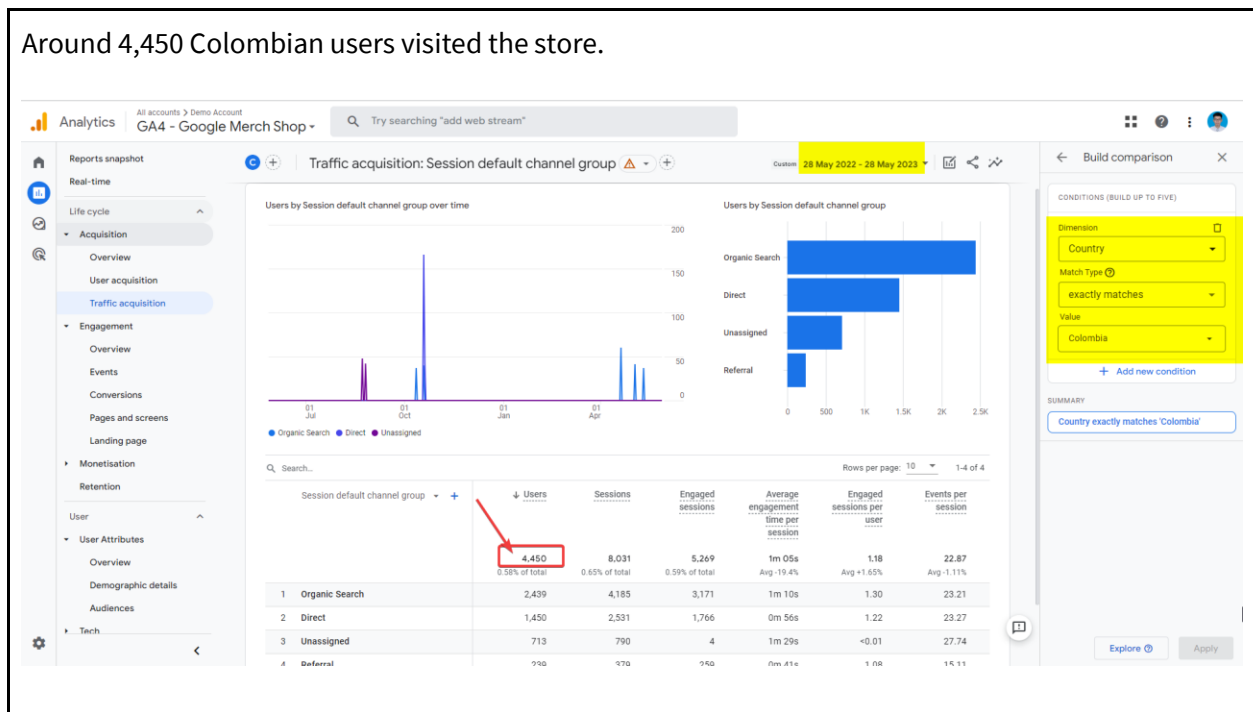 Around 4,450 Colombian users visited the store.
Analytics
All accounts > Demo Account
GA4 - Google Merch Shop
Try searching "add web stream"
Reports snapshot
Real-time
Life cycle
Acquisition
Overview
User acquisition
Traffic acquisition
Engagement
Overview
Events
Conversions
Pages and screens
Landing page
Monetisation
Retention
User
User Attributes
Overview
Demographic details
Audiences
Tech
C
Traffic acquisition: Session default channel group
Custom 28 May 2022 - 28 May 2023
Users by Session default channel group over time
200
150
100
50
0
01 Jul
01 Oct
01 Jan
01 Apr
Organic Search Direct Unassigned
Users by Session default channel group
Organic Search
Direct
Unassigned
Referral
0 500 1K 1.5K 2K 2.5K
Search...
Rows per page: 10 1-4 of 4
Session default channel group + ↓ Users Sessions Engaged sessions Average engagement time per session Engaged sessions per user Events per session
4,450 8,031 5,269 1m 05s 1.18 22.87
0.58% of total 0.65% of total 0.59% of total Avg -19.4% Avg +1.65% Avg -1.11%
1 Organic Search 2,439 4,185 3,171 1m 10s 1.30 23.21
2 Direct 1,450 2,531 1,766 0m 56s 1.22 23.27
3 Unassigned 713 790 4 1m 29s <0.01 27.74
4 Referral 239 379 259 0m 41s 1.08 15.11
Build comparison
CONDITIONS (BUILD UP TO FIVE)
Dimension
Country
Match Type
exactly matches
Value
Colombia
+ Add new condition
SUMMARY
Country exactly matches 'Colombia'
Explore
Apply